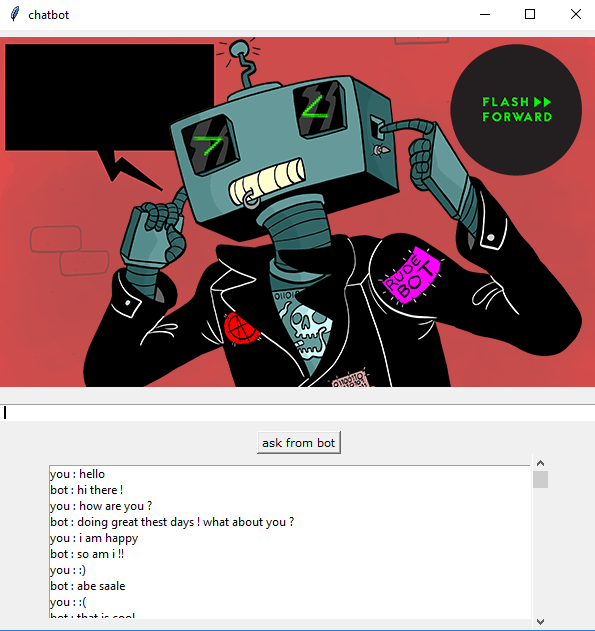 chatbot
FLASH
FORWARD
RUDE
BOT
011010
01100110
ask from bot
you : hello
bot : hi there !
you : how are you ?
bot : doing great thest days ! what about you ?
you : i am happy
bot : so am i !!
you : :)
bot : abe saale
you : :(
bot : that is cool